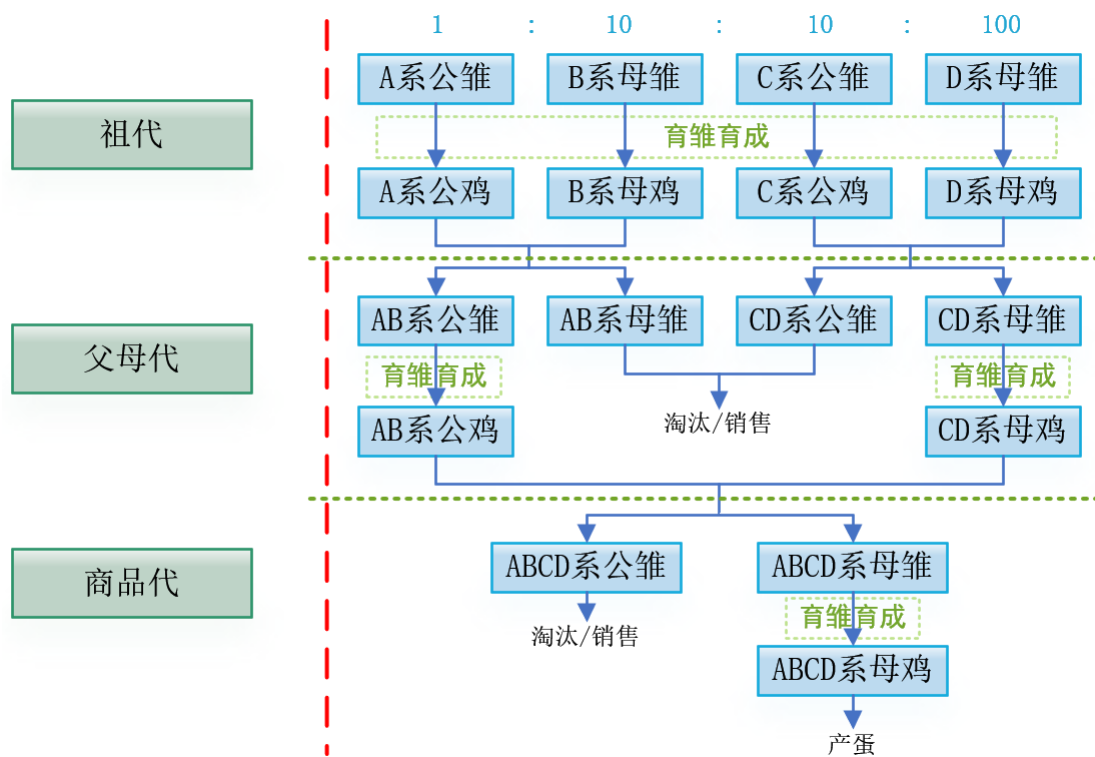 1 : 10 : 10 : 100
A系公雏 B系母雏 C系公雏 D系母雏
祖代
育雏育成
A系公鸡 B系母鸡 C系公鸡 D系母鸡
AB系公雏 AB系母雏 CD系公雏 CD系母雏
父母代
育雏育成 育雏育成
淘汰/销售
AB系公鸡 CD系母鸡
ABCD系公雏 ABCD系母雏
商品代
育雏育成
淘汰/销售
ABCD系母鸡
产蛋